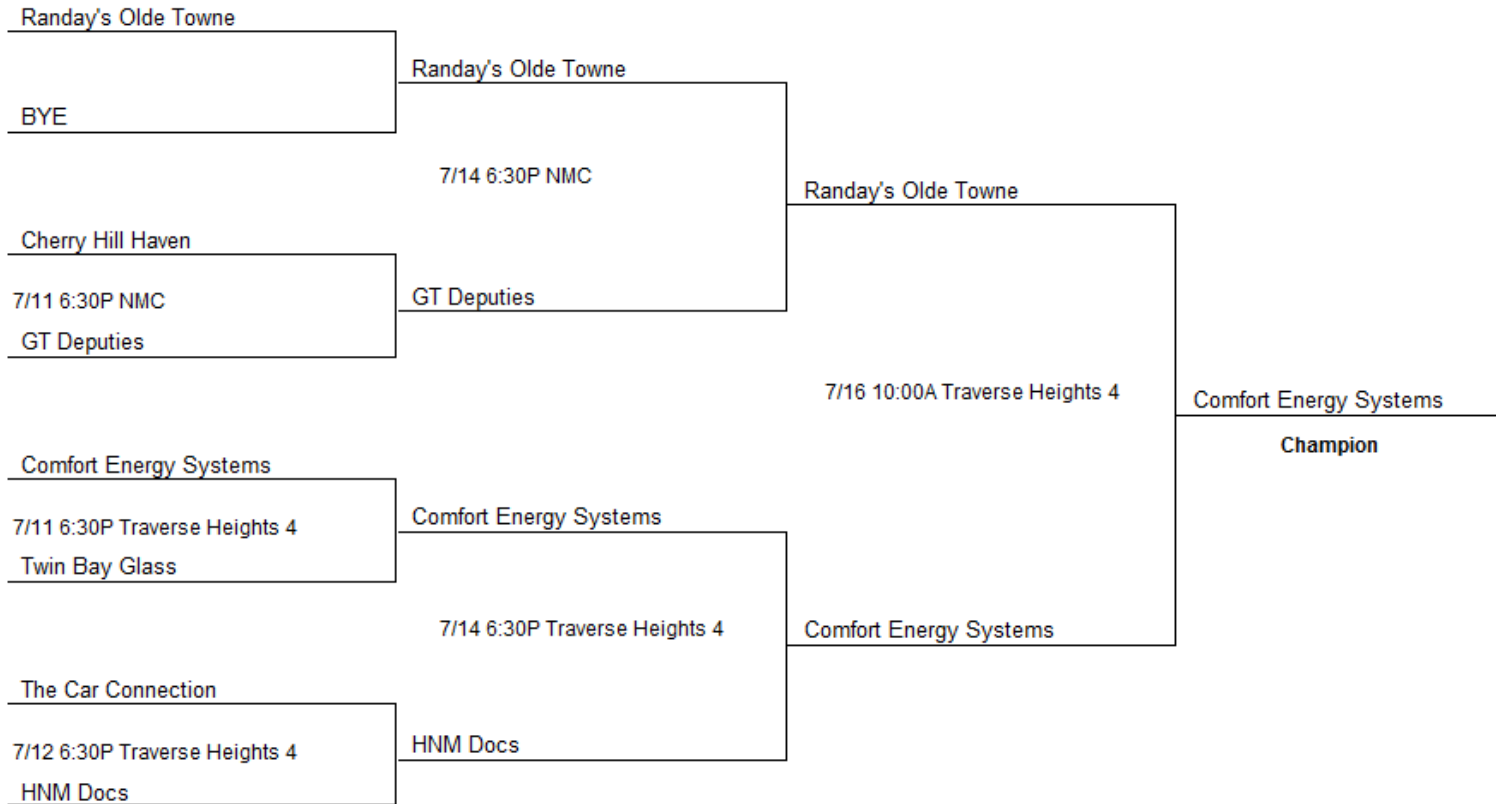 Randay's Olde Towne
BYE
Cherry Hill Haven
7/11 6:30P NMC
GT Deputies
Comfort Energy Systems
7/11 6:30P Traverse Heights 4
Twin Bay Glass
The Car Connection
7/12 6:30P Traverse Heights 4
HNM Docs
Randay's Olde Towne
7/14 6:30P NMC
GT Deputies
Comfort Energy Systems
7/14 6:30P Traverse Heights 4
HNM Docs
Randay's Olde Towne
7/16 10:00A Traverse Heights 4
Comfort Energy Systems
Comfort Energy Systems
Champion